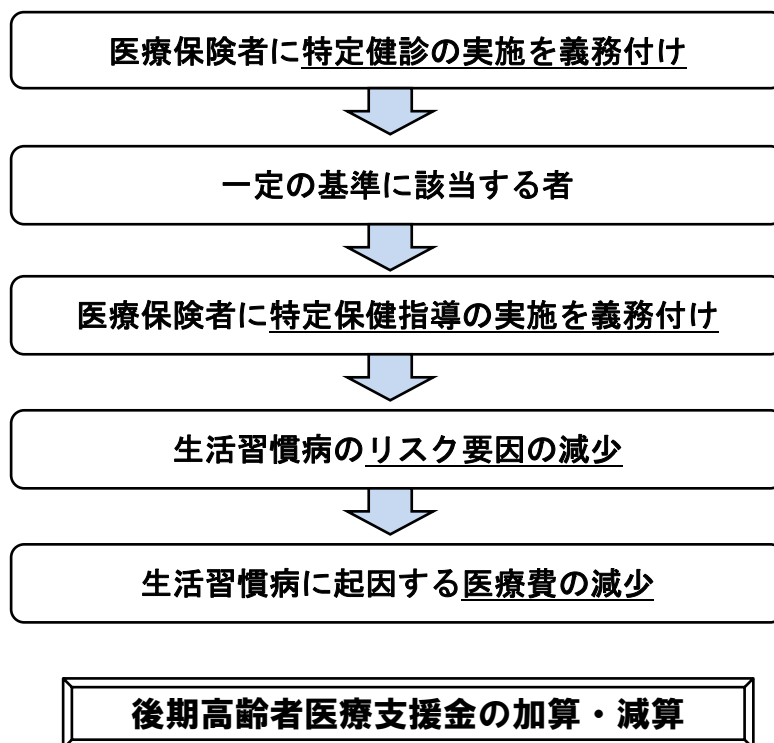 医療保険者に特定健診の実施を義務付け
一定の基準に該当する者
医療保険者に特定保健指導の実施を義務付け
生活習慣病のリスク要因の減少
生活習慣病に起因する医療費の減少
後期高齢者医療支援金の加算・減算